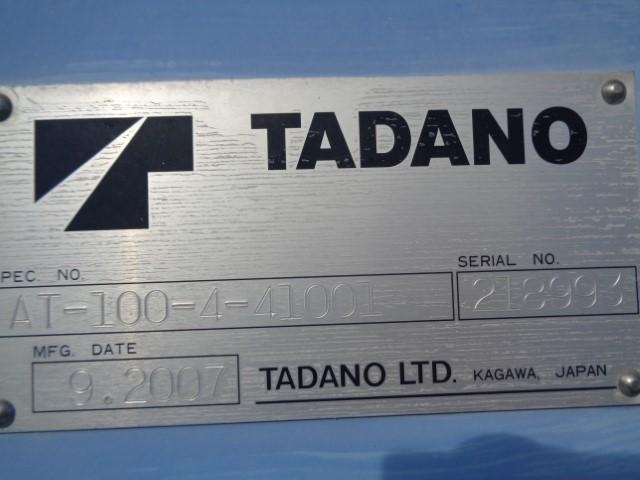 TADANO
PEC. NO.
SERIAL NO.
AT-100-4-41001
218993
MFG. DATE
9.2007
TADANO LTD. KAGAWA, JAPAN